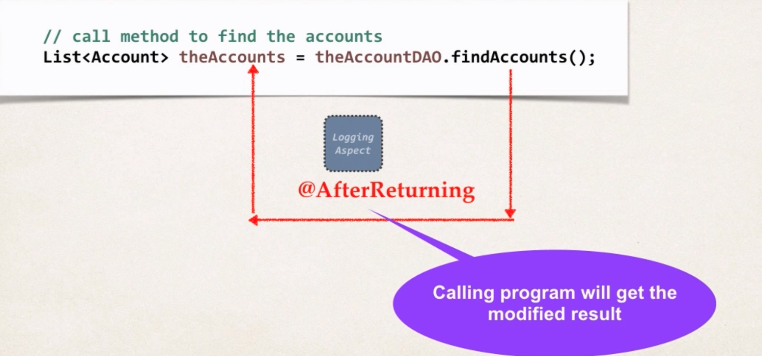 // call method to find the accounts
List<Account> theAccounts = theAccountDAO.findAccounts();
Logging
Aspect
@AfterReturning
Calling program will get the
modified result